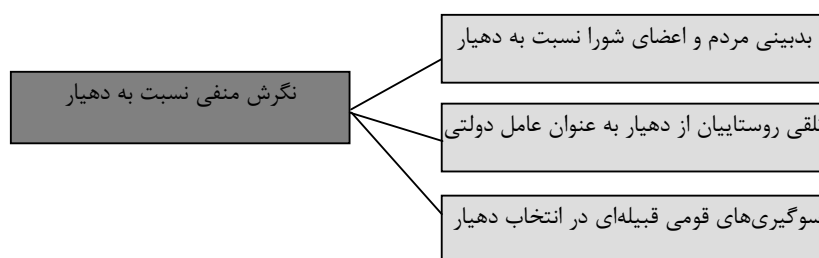 بدبینی مردم و اعضای شورا نسبت به دهیار
نگرش منفی نسبت به دهیار
تلقی روستاییان از دهیار به عنوان عامل دولتی
سوگیری‌های قومی قبیله‌ای در انتخاب دهیار